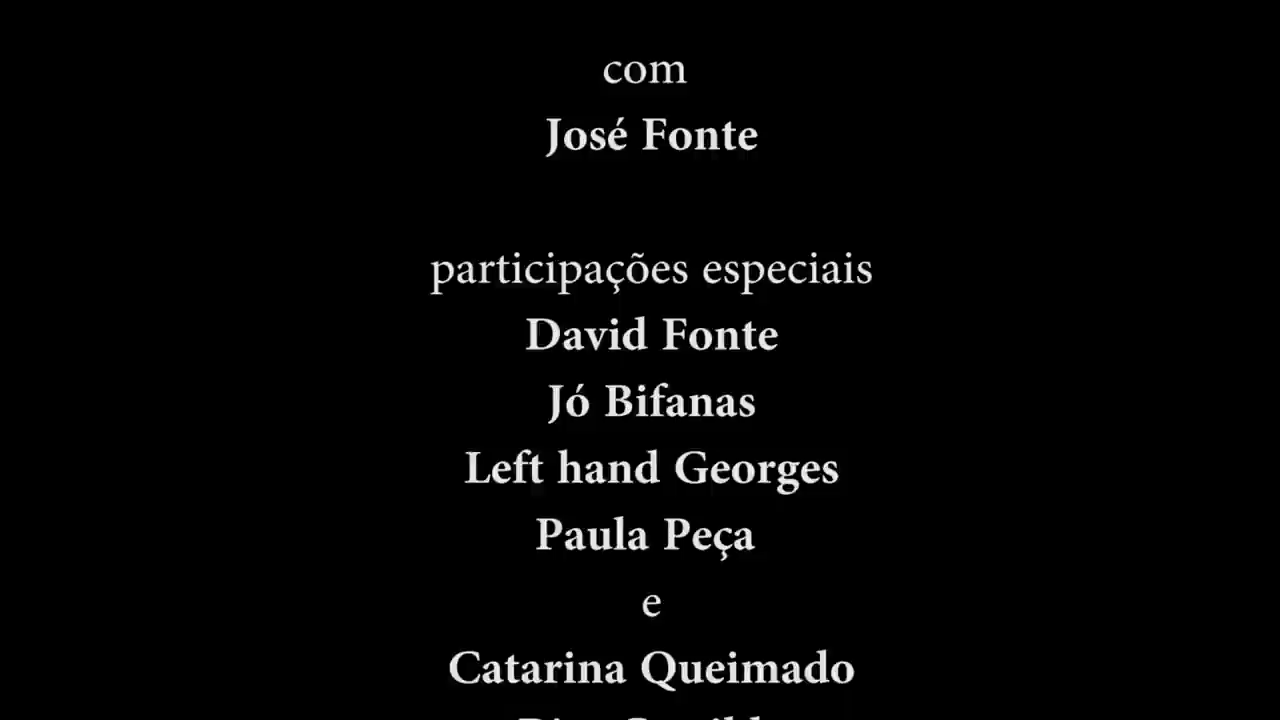 com
José Fonte
participações especiais
David Fonte
Jó Bifanas
Left hand Georges
Paula Peça
e
Catarina Queimado